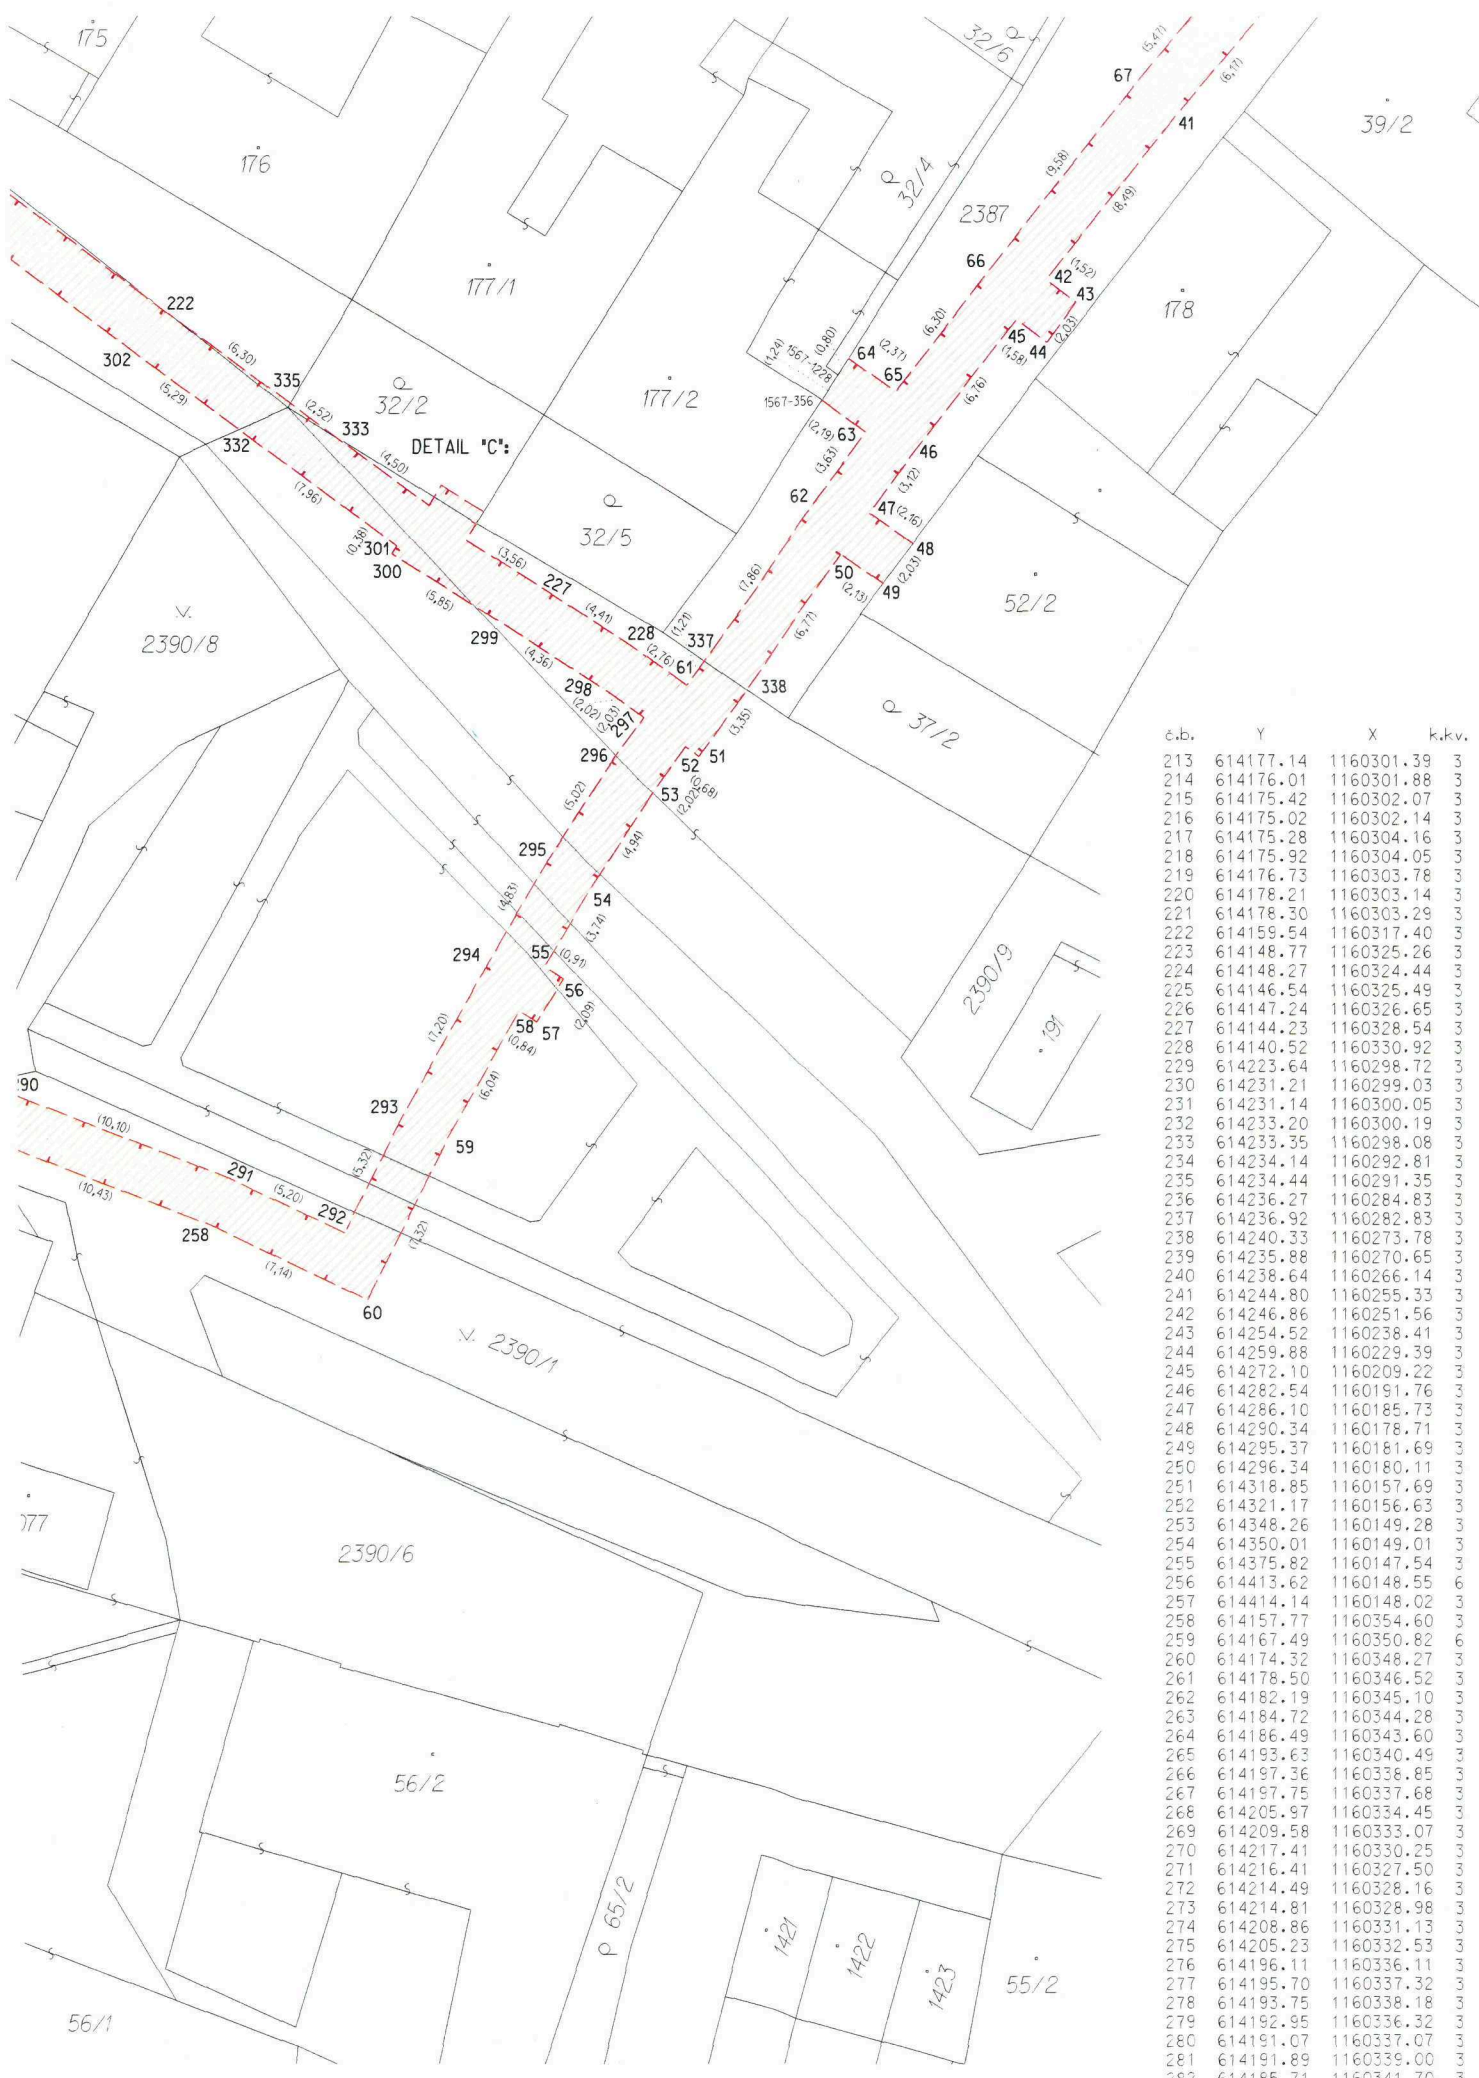 175
32/6
67
(5,47)
(6,17)
41
39/2
176
32/4
(9,58)
2387
(8,49)
177/1
66
(1,52)
42
43
178
222
302
(6,30)
335
(5,29)
(2,52)
32/2
333
332
DETAIL "C":
(4,50)
(7,96)
(0,38)
301
300
177/2
(1,24)
(0,80)
1567-1228
1567-356
64
(2,37)
65
(6,30)
45
44
(2,03)
(1,58)
(6,76)
(2,19)
63
(3,63)
46
62
(3,12)
47
(2,16)
48
50
(2,13)
49
(2,03)
32/5
(3,56)
227
(4,41)
(5,85)
299
228
(2,76)
(1,21)
337
61
(7,86)
(6,77)
52/2
2390/8
(4,36)
298
(2,02)
(2,03)
297
296
338
37/2
(3,35)
51
52
(0,68)
53
(2,02)
(5,02)
295
(4,94)
(4,83)
54
(3,74)
294
55
(0,91)
56
58
57
(2,09)
(0,84)
(7,20)
(6,04)
2390/9
191
290
(10,10)
293
59
291
(5,20)
(5,32)
292
(10,43)
258
(7,14)
(7,32)
60
2390/1
077
2390/6
56/2
65/2
1421
1422
1423
55/2
56/1
č.b. Y X k.kv.
213 614177.14 1160301.39 3
214 614176.01 1160301.88 3
215 614175.42 1160302.07 3
216 614175.02 1160302.14 3
217 614175.28 1160304.16 3
218 614175.92 1160304.05 3
219 614176.73 1160303.78 3
220 614178.21 1160303.14 3
221 614178.30 1160303.29 3
222 614159.54 1160317.40 3
223 614148.77 1160325.26 3
224 614148.27 1160324.44 3
225 614146.54 1160325.49 3
226 614147.24 1160326.65 3
227 614144.23 1160328.54 3
228 614140.52 1160330.92 3
229 614223.64 1160298.72 3
230 614231.21 1160299.03 3
231 614231.14 1160300.05 3
232 614233.20 1160300.19 3
233 614233.35 1160298.08 3
234 614234.14 1160292.81 3
235 614234.44 1160291.35 3
236 614236.27 1160284.83 3
237 614236.92 1160282.83 3
238 614240.33 1160273.78 3
239 614235.88 1160270.65 3
240 614238.64 1160266.14 3
241 614244.80 1160255.33 3
242 614246.86 1160251.56 3
243 614254.52 1160238.41 3
244 614259.88 1160229.39 3
245 614272.10 1160209.22 3
246 614282.54 1160191.76 3
247 614286.10 1160185.73 3
248 614290.34 1160178.71 3
249 614295.37 1160181.69 3
250 614296.34 1160180.11 3
251 614318.85 1160157.69 3
252 614321.17 1160156.63 3
253 614348.26 1160149.28 3
254 614350.01 1160149.01 3
255 614375.82 1160147.54 3
256 614413.62 1160148.55 6
257 614414.14 1160148.02 3
258 614157.77 1160354.60 3
259 614167.49 1160350.82 6
260 614174.32 1160348.27 3
261 614178.50 1160346.52 3
262 614182.19 1160345.10 3
263 614184.72 1160344.28 3
264 614186.49 1160343.60 3
265 614193.63 1160340.49 3
266 614197.36 1160338.85 3
267 614197.75 1160337.68 3
268 614205.97 1160334.45 3
269 614209.58 1160333.07 3
270 614217.41 1160330.25 3
271 614216.41 1160327.50 3
272 614214.49 1160328.16 3
273 614214.81 1160328.98 3
274 614208.86 1160331.13 3
275 614205.23 1160332.53 3
276 614196.11 1160336.11 3
277 614195.70 1160337.32 3
278 614193.75 1160338.18 3
279 614192.95 1160336.32 3
280 614191.07 1160337.07 3
281 614191.89 1160339.00 3